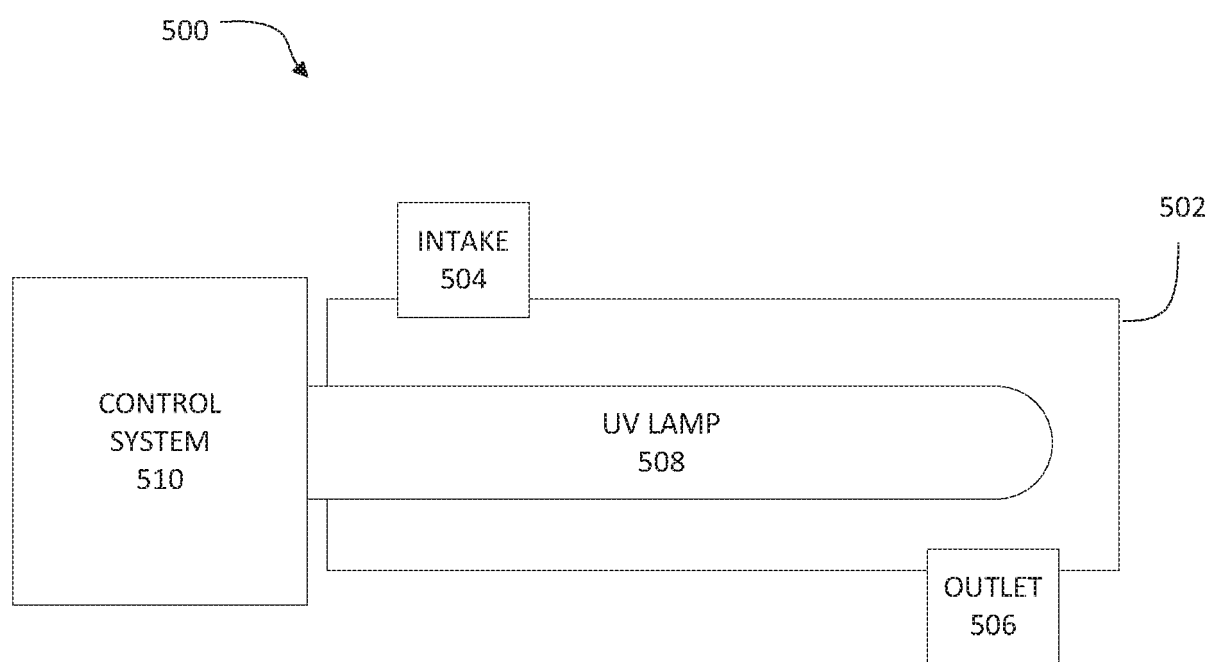 500
502
INTAKE
504
CONTROL
SYSTEM
510
UV LAMP
508
OUTLET
506